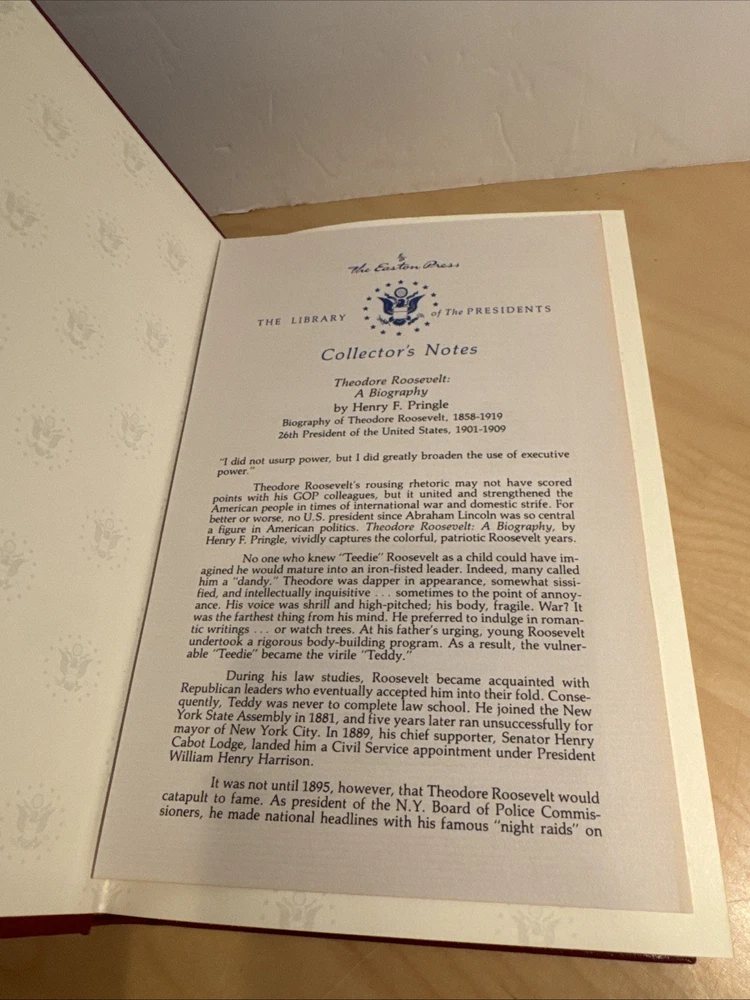 The Easton Press
THE LIBRARY of The PRESIDENTS
Collector's Notes
Theodore Roosevelt:
A Biography
by Henry F. Pringle
Biography of Theodore Roosevelt, 1858-1919
26th President of the United States, 1901-1909
"I did not usurp power, but I did greatly broaden the use of executive
power."
Theodore Roosevelt's rousing rhetoric may not have scored
points with his GOP colleagues, but it united and strengthened the
American people in times of international war and domestic strife. For
better or worse, no U.S. president since Abraham Lincoln was so central
a figure in American politics. Theodore Roosevelt: A Biography, by
Henry F. Pringle, vividly captures the colorful, patriotic Roosevelt years.
No one who knew "Teedie" Roosevelt as a child could have im-
agined he would mature into an iron-fisted leader. Indeed, many called
him a "dandy." Theodore was dapper in appearance, somewhat sissi-
fied, and intellectually inquisitive . . . sometimes to the point of annoy-
ance. His voice was shrill and high-pitched; his body, fragile. War? It
was the farthest thing from his mind. He preferred to indulge in roman-
tic writings . . . or watch trees. At his father's urging, young Roosevelt
undertook a rigorous body-building program. As a result, the vulner-
able "Teedie" became the virile "Teddy."
During his law studies, Roosevelt became acquainted with
Republican leaders who eventually accepted him into their fold. Conse-
quently, Teddy was never to complete law school. He joined the New
York State Assembly in 1881, and five years later ran unsuccessfully for
mayor of New York City. In 1889, his chief supporter, Senator Henry
Cabot Lodge, landed him a Civil Service appointment under President
William Henry Harrison.
It was not until 1895, however, that Theodore Roosevelt would
catapult to fame. As president of the N.Y. Board of Police Commis-
sioners, he made national headlines with his famous "night raids" on